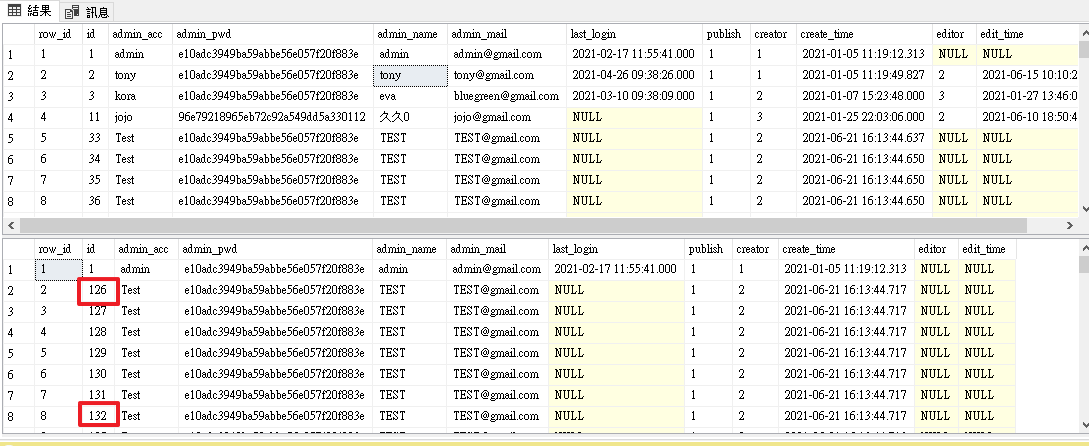 結果 訊息
row_id id admin_acc admin_pwd admin_name admin_mail last_login publish creator create_time editor edit_time
1 1 1 admin e10adc3949ba59abbe56e057f20f883e admin admin@gmail.com 2021-02-17 11:55:41.000 1 1 2021-01-05 11:19:12.313 NULL NULL
2 2 2 tony e10adc3949ba59abbe56e057f20f883e tony tony@gmail.com 2021-04-26 09:38:26.000 1 1 2021-01-05 11:19:49.827 2 2021-06-15 10:10:2
3 3 3 kora e10adc3949ba59abbe56e057f20f883e eva bluegreen@gmail.com 2021-03-10 09:38:09.000 1 2 2021-01-07 15:23:48.000 3 2021-01-27 13:46:0
4 4 11 jojo 96e79218965eb72c92a549dd5a330112 久久0 jojo@gmail.com NULL 1 3 2021-01-25 22:03:06.000 2 2021-06-10 18:50:4
5 5 33 Test e10adc3949ba59abbe56e057f20f883e TEST TEST@gmail.com NULL 1 2 2021-06-21 16:13:44.637 NULL NULL
6 6 34 Test e10adc3949ba59abbe56e057f20f883e TEST TEST@gmail.com NULL 1 2 2021-06-21 16:13:44.650 NULL NULL
7 7 35 Test e10adc3949ba59abbe56e057f20f883e TEST TEST@gmail.com NULL 1 2 2021-06-21 16:13:44.650 NULL NULL
8 8 36 Test e10adc3949ba59abbe56e057f20f883e TEST TEST@gmail.com NULL 1 2 2021-06-21 16:13:44.650 NULL NULL
row_id id admin_acc admin_pwd admin_name admin_mail last_login publish creator create_time editor edit_time
1 1 1 admin e10adc3949ba59abbe56e057f20f883e admin admin@gmail.com 2021-02-17 11:55:41.000 1 1 2021-01-05 11:19:12.313 NULL NULL
2 2 126 Test e10adc3949ba59abbe56e057f20f883e TEST TEST@gmail.com NULL 1 2 2021-06-21 16:13:44.717 NULL NULL
3 3 127 Test e10adc3949ba59abbe56e057f20f883e TEST TEST@gmail.com NULL 1 2 2021-06-21 16:13:44.717 NULL NULL
4 4 128 Test e10adc3949ba59abbe56e057f20f883e TEST TEST@gmail.com NULL 1 2 2021-06-21 16:13:44.717 NULL NULL
5 5 129 Test e10adc3949ba59abbe56e057f20f883e TEST TEST@gmail.com NULL 1 2 2021-06-21 16:13:44.717 NULL NULL
6 6 130 Test e10adc3949ba59abbe56e057f20f883e TEST TEST@gmail.com NULL 1 2 2021-06-21 16:13:44.717 NULL NULL
7 7 131 Test e10adc3949ba59abbe56e057f20f883e TEST TEST@gmail.com NULL 1 2 2021-06-21 16:13:44.717 NULL NULL
8 8 132 Test e10adc3949ba59abbe56e057f20f883e TEST TEST@gmail.com NULL 1 2 2021-06-21 16:13:44.717 NULL NULL